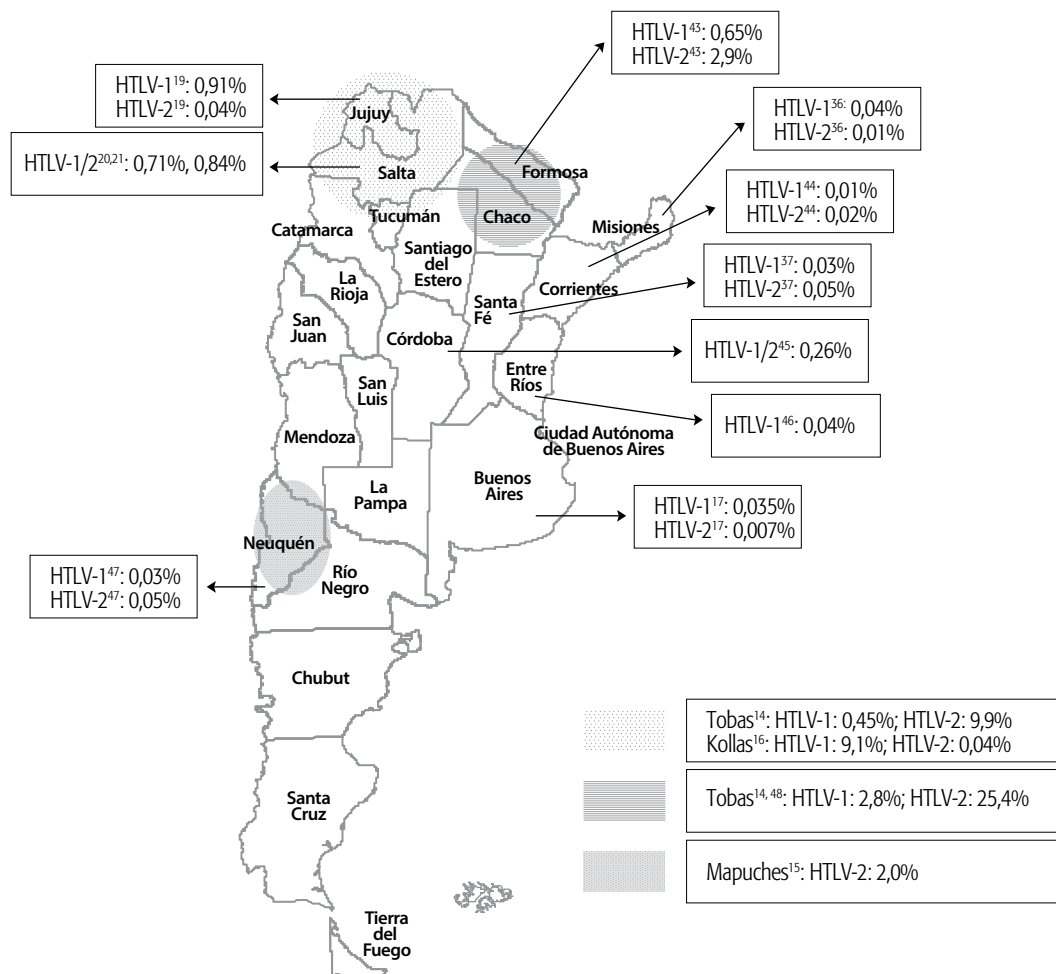 HTLV-1⁴³: 0,65%
HTLV-2⁴³: 2,9%
HTLV-1¹⁹: 0,91%
HTLV-2¹⁹: 0,04%
HTLV-1/2²⁰,²¹: 0,71%, 0,84%
HTLV-1³⁶: 0,04%
HTLV-2³⁶: 0,01%
HTLV-1⁴⁴: 0,01%
HTLV-2⁴⁴: 0,02%
HTLV-1³⁷: 0,03%
HTLV-2³⁷: 0,05%
HTLV-1/2⁴⁵: 0,26%
HTLV-1⁴⁶: 0,04%
HTLV-1¹⁷: 0,035%
HTLV-2¹⁷: 0,007%
HTLV-1⁴⁷: 0,03%
HTLV-2⁴⁷: 0,05%
Jujuy
Salta
Formosa
Tucumán
Chaco
Catamarca
Misiones
Santiago
del
Estero
La
Rioja
Corrientes
Santa
Fé
San
Juan
Córdoba
Entre
Ríos
San
Luis
Mendoza
Ciudad Autónoma
de Buenos Aires
Buenos
Aires
La
Pampa
Neuquén
Río
Negro
Chubut
Santa
Cruz
Tierra
del
Fuego
Tobas¹⁴: HTLV-1: 0,45%; HTLV-2: 9,9%
Kollas¹⁶: HTLV-1: 9,1%; HTLV-2: 0,04%
Tobas¹⁴, ⁴⁸: HTLV-1: 2,8%; HTLV-2: 25,4%
Mapuches¹⁵: HTLV-2: 2,0%